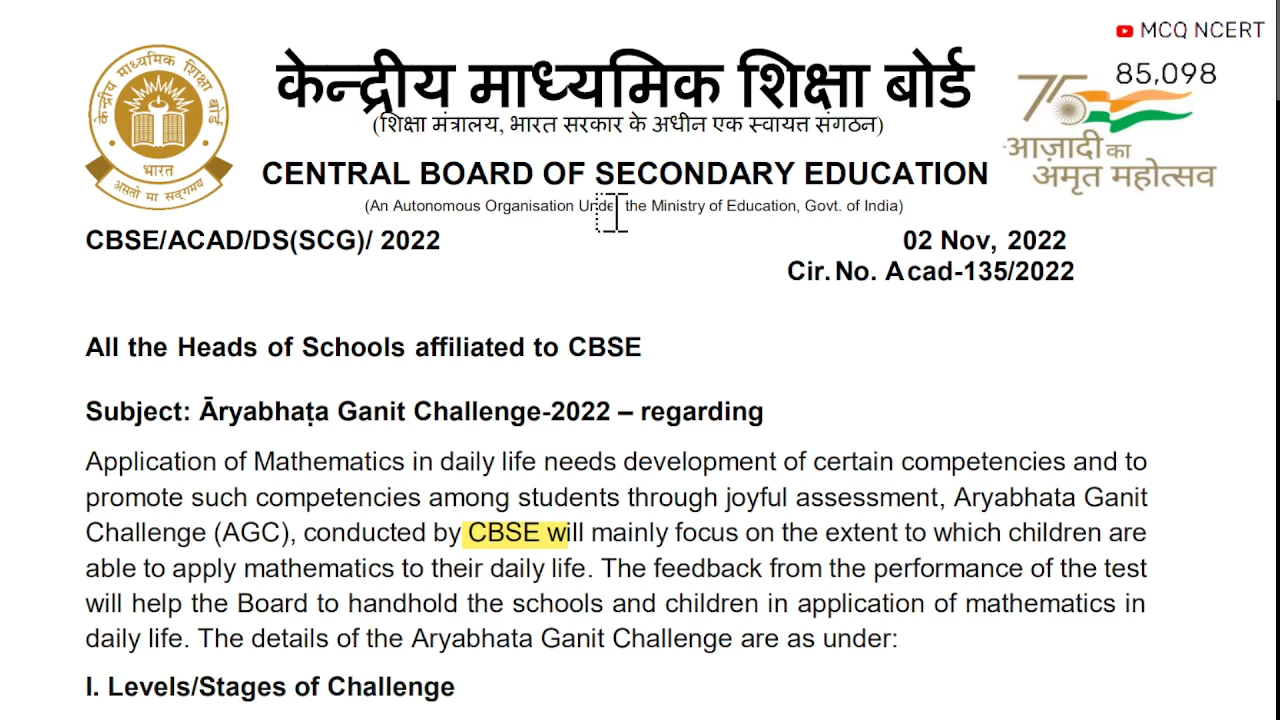 MCQ NCERT
85,098
केन्द्रीय माध्यमिक शिक्षा बोर्ड
केन्द्रीय माध्यमिक शिक्षा बोर्ड
भारत
असतो मा सद्गमय
(शिक्षा मंत्रालय, भारत सरकार के अधीन एक स्वायत्त संगठन)
75
आज़ादी का
अमृत महोत्सव
CENTRAL BOARD OF SECONDARY EDUCATION
(An Autonomous Organisation Under the Ministry of Education, Govt. of India)
CBSE/ACAD/DS(SCG)/ 2022
02 Nov, 2022
Cir. No. Acad-135/2022
All the Heads of Schools affiliated to CBSE
Subject: Āryabhaṭa Ganit Challenge-2022 – regarding
Application of Mathematics in daily life needs development of certain competencies and to
promote such competencies among students through joyful assessment, Aryabhata Ganit
Challenge (AGC), conducted by CBSE will mainly focus on the extent to which children are
able to apply mathematics to their daily life. The feedback from the performance of the test
will help the Board to handhold the schools and children in application of mathematics in
daily life. The details of the Aryabhata Ganit Challenge are as under:
I. Levels/Stages of Challenge